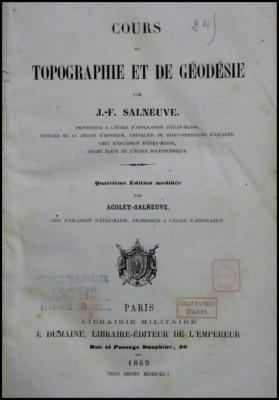 24)
COURS
DE
TOPOGRAPHIE ET DE GÉODÉSIE
PAR
J.-F. SALNEUVE.
PROFESSEUR A L'ÉCOLE D'APPLICATION D'ÉTAT-MAJOR,
OFFICIER DE LA LÉGION D'HONNEUR, CHEVALIER DE SAINT-FERDINAND D'ESPAGNE,
CHEF D'ESCADRON D'ÉTAT-MAJOR,
ANCIEN ÉLÈVE DE L'ÉCOLE POLYTECHNIQUE.
Quatrième Édition modifiée
PAR
ACOLET-SALNEUVE,
CHEF D'ESCADRON D'ÉTAT-MAJOR, PROFESSEUR A L'ÉCOLE D'APPLICATION
PARIS
LIBRAIRIE MILITAIRE
J. DUMAINE, LIBRAIRE-ÉDITEUR DE L'EMPEREUR
Rue et Passage Dauphine, 30
1869
(TOUS DROITS RÉSERVÉS.)